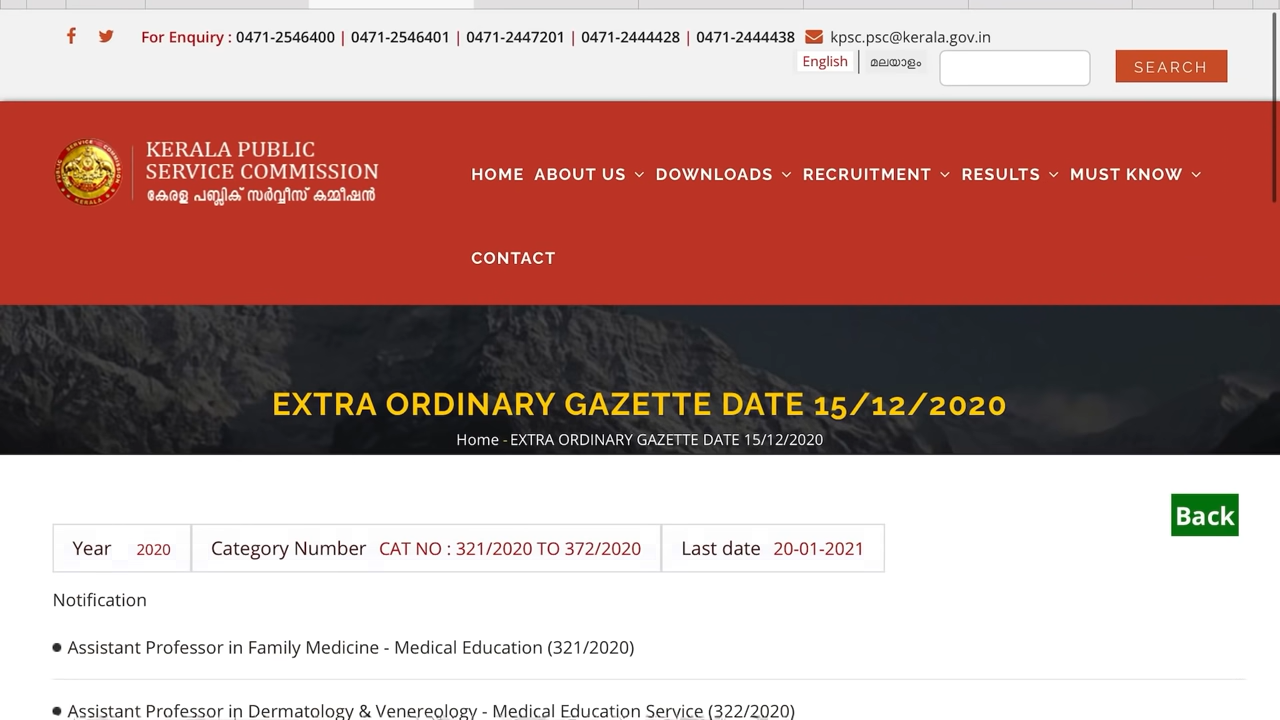 For Enquiry : 0471-2546400 | 0471-2546401 | 0471-2447201 | 0471-2444428 | 0471-2444438 kpsc.psc@kerala.gov.in
English മലയാളം SEARCH
KERALA PUBLIC
SERVICE COMMISSION
കേരള പബ്ലിക് സർവ്വീസ് കമ്മീഷൻ
HOME ABOUT US DOWNLOADS RECRUITMENT RESULTS MUST KNOW
CONTACT
EXTRA ORDINARY GAZETTE DATE 15/12/2020
Home - EXTRA ORDINARY GAZETTE DATE 15/12/2020
Back
Year 2020 Category Number CAT NO : 321/2020 TO 372/2020 Last date 20-01-2021
Notification
Assistant Professor in Family Medicine - Medical Education (321/2020)
Assistant Professor in Dermatology & Venereology - Medical Education Service (322/2020)